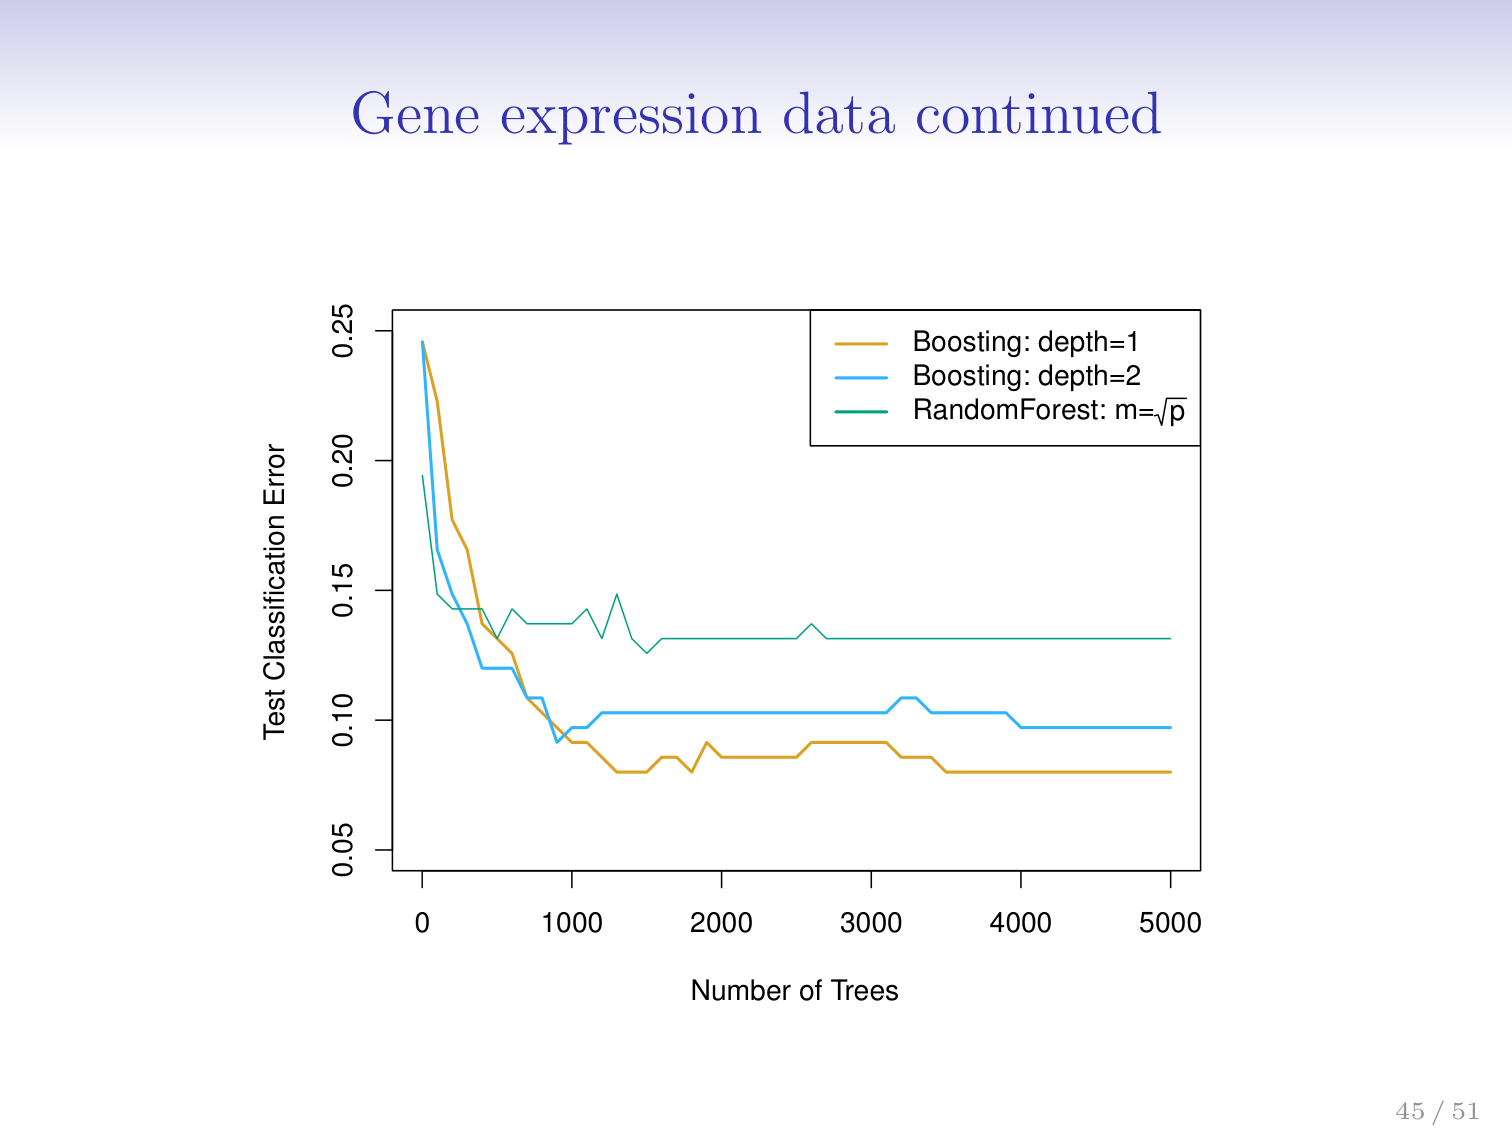 Gene expression data continued
Boosting: depth=1
Boosting: depth=2
RandomForest: m=√p
0.25
0.20
0.15
0.10
0.05
Test Classification Error
0 1000 2000 3000 4000 5000
Number of Trees
45 / 51